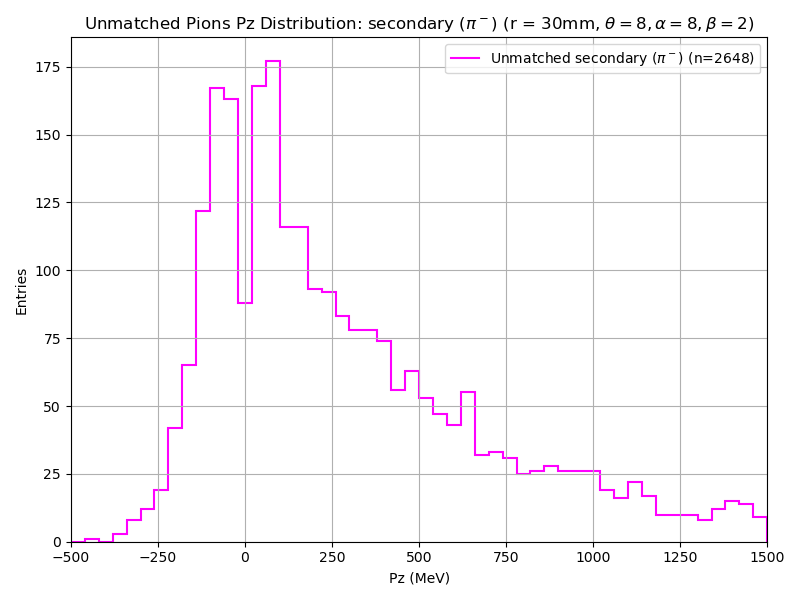 Unmatched Pions Pz Distribution: secondary (π⁻) (r = 30mm, θ = 8, α = 8, β = 2)
Unmatched secondary (π⁻) (n=2648)
175
150
125
100
75
50
25
0
Entries
−500 −250 0 250 500 750 1000 1250 1500
Pz (MeV)